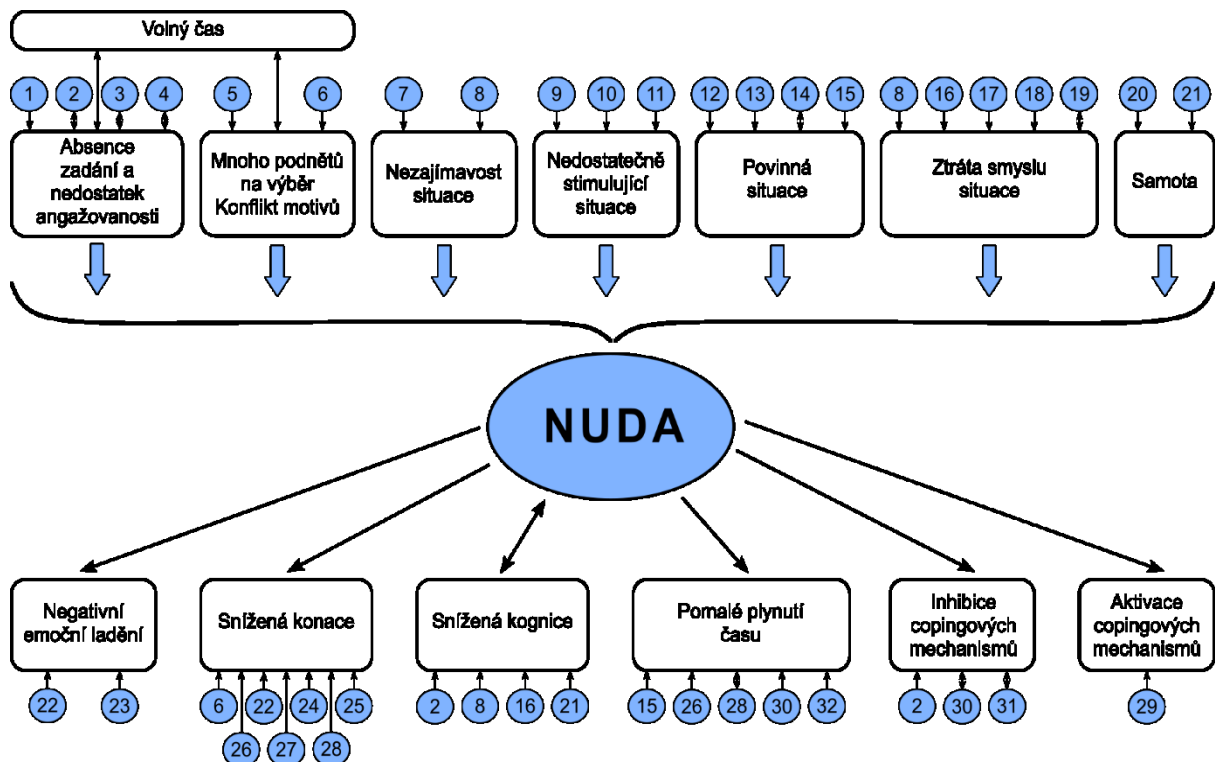 Volný čas
1 2 3 4 5 6 7 8 9 10 11 12 13 14 15 8 16 17 18 19 20 21
Absence
zadání a
nedostatek
angažovanosti
Mnoho podnětů
na výběr
Konflikt motivů
Nezajímavost
situace
Nedostatečně
stimulující
situace
Povinná
situace
Ztráta smyslu
situace
Samota
NUDA
Negativní
emoční ladění
Snížená konace
Snížená kognice
Pomalé plynutí
času
Inhibice
copingových
mechanismů
Aktivace
copingových
mechanismů
22 23 6 22 24 25 2 8 16 21 15 26 28 30 32 2 30 31 29
26 27 28